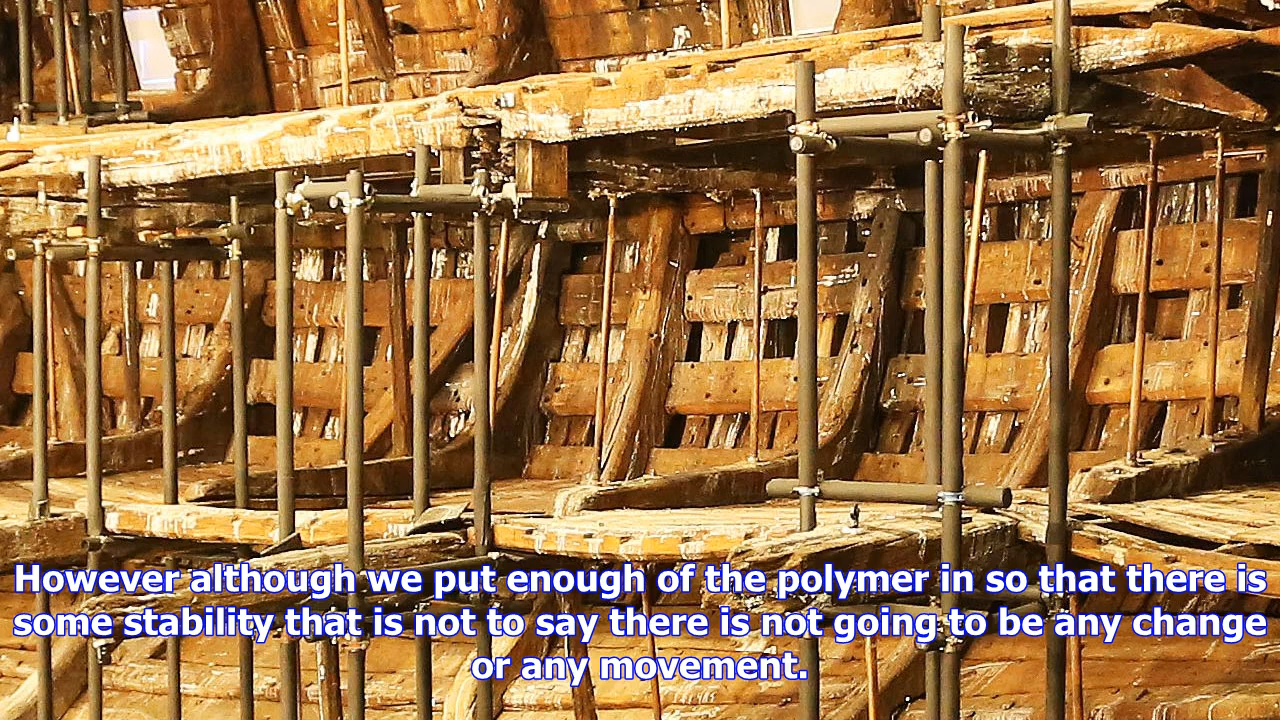 However although we put enough of the polymer in so that there is
some stability that is not to say there is not going to be any change
or any movement.